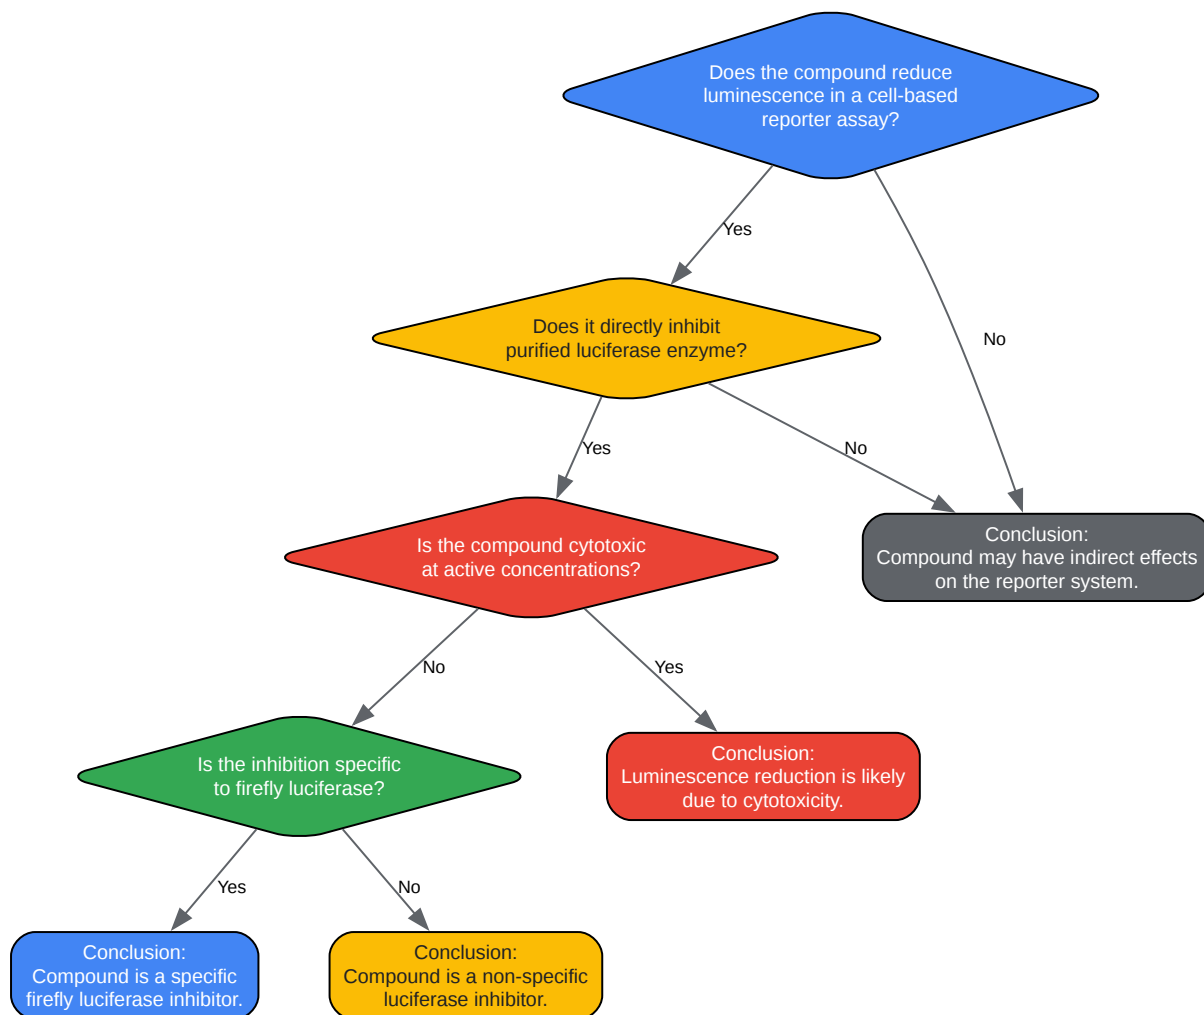 Does the compound reduce
luminescence in a cell-based
reporter assay?
Yes
No
Does it directly inhibit
purified luciferase enzyme?
Yes
No
Is the compound cytotoxic
at active concentrations?
Conclusion:
Compound may have indirect effects
on the reporter system.
No
Yes
Is the inhibition specific
to firefly luciferase?
Conclusion:
Luminescence reduction is likely
due to cytotoxicity.
Yes
No
Conclusion:
Compound is a specific
firefly luciferase inhibitor.
Conclusion:
Compound is a non-specific
luciferase inhibitor.